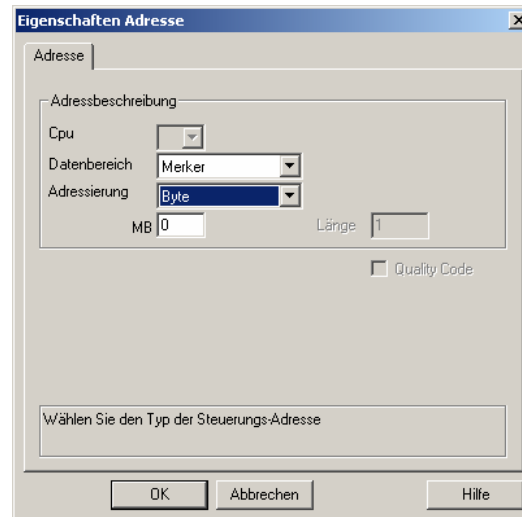 Eigenschaften Adresse
Adresse
Adressbeschreibung
Cpu
Datenbereich Merker
Adressierung Byte
MB 0 Länge 1
Quality Code
Wählen Sie den Typ der Steuerungs-Adresse
OK Abbrechen Hilfe